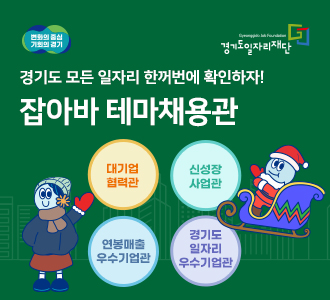 변화의 중심
기회의 경기
Gyeonggido Job Foundation
경기도일자리재단
경기도 모든 일자리 한꺼번에 확인하자!
잡아바 테마채용관
대기업
협력관
신성장
사업관
연봉매출
우수기업관
경기도
일자리
우수기업관